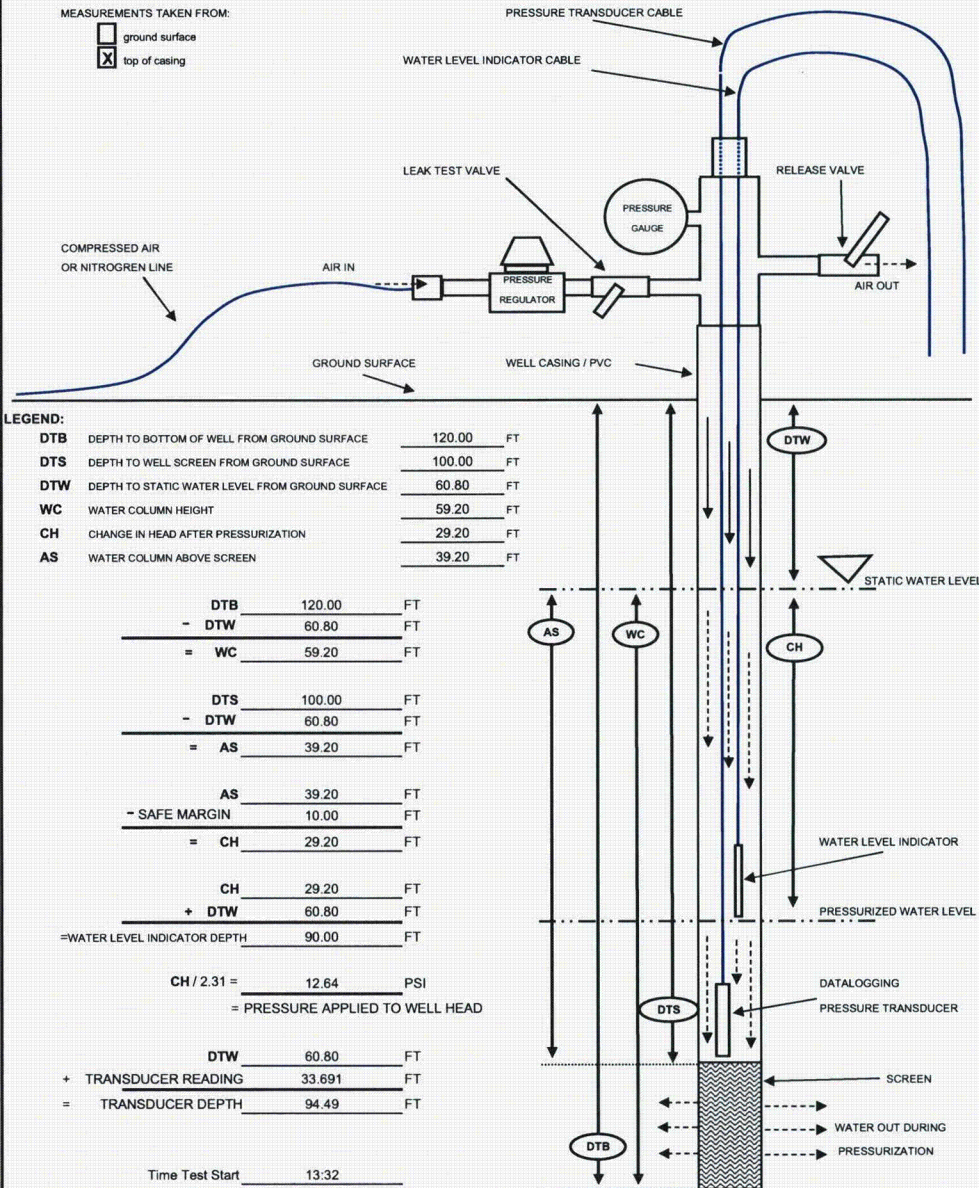 MEASUREMENTS TAKEN FROM:
ground surface
X top of casing
PRESSURE TRANSDUCER CABLE
WATER LEVEL INDICATOR CABLE
LEAK TEST VALVE
RELEASE VALVE
PRESSURE
GAUGE
COMPRESSED AIR
OR NITROGREN LINE
AIR IN
PRESSURE
REGULATOR
AIR OUT
GROUND SURFACE
WELL CASING / PVC
LEGEND:
DTB DEPTH TO BOTTOM OF WELL FROM GROUND SURFACE 120.00 FT
DTS DEPTH TO WELL SCREEN FROM GROUND SURFACE 100.00 FT
DTW DEPTH TO STATIC WATER LEVEL FROM GROUND SURFACE 60.80 FT
WC WATER COLUMN HEIGHT 59.20 FT
CH CHANGE IN HEAD AFTER PRESSURIZATION 29.20 FT
AS WATER COLUMN ABOVE SCREEN 39.20 FT
DTB 120.00 FT
- DTW 60.80 FT
= WC 59.20 FT
DTS 100.00 FT
- DTW 60.80 FT
= AS 39.20 FT
AS 39.20 FT
- SAFE MARGIN 10.00 FT
= CH 29.20 FT
CH 29.20 FT
+ DTW 60.80 FT
=WATER LEVEL INDICATOR DEPTH 90.00 FT
CH / 2.31 = 12.64 PSI
= PRESSURE APPLIED TO WELL HEAD
DTW 60.80 FT
+ TRANSDUCER READING 33.691 FT
= TRANSDUCER DEPTH 94.49 FT
Time Test Start 13:32
DTW
STATIC WATER LEVEL
AS
WC
CH
WATER LEVEL INDICATOR
PRESSURIZED WATER LEVEL
DATALOGGING
PRESSURE TRANSDUCER
DTS
SCREEN
WATER OUT DURING
PRESSURIZATION
DTB